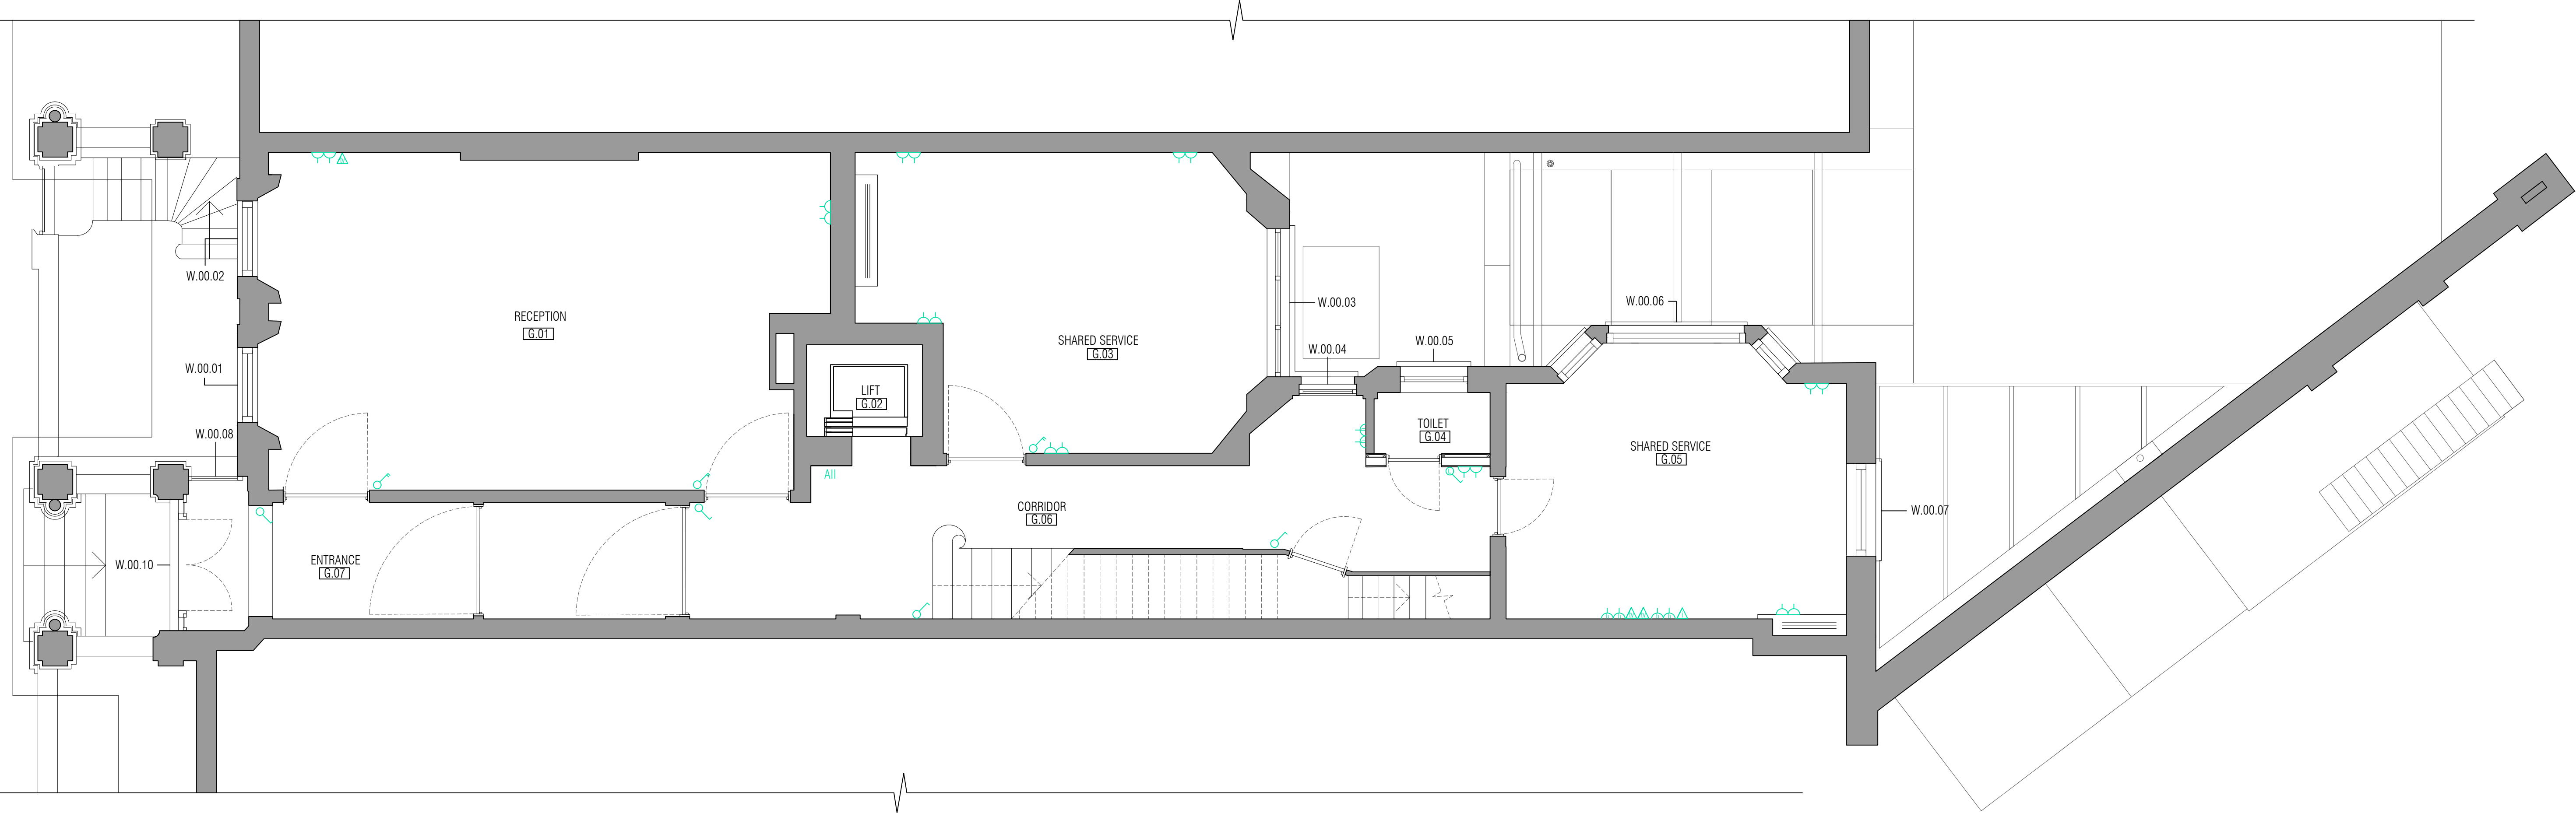 W.00.02
W.00.01
W.00.08
W.00.10
RECEPTION
G.01
ENTRANCE
G.07
LIFT
G.02
All
SHARED SERVICE
G.03
CORRIDOR
G.06
W.00.03
W.00.04
W.00.05
TOILET
G.04
W.00.06
SHARED SERVICE
G.05
W.00.07